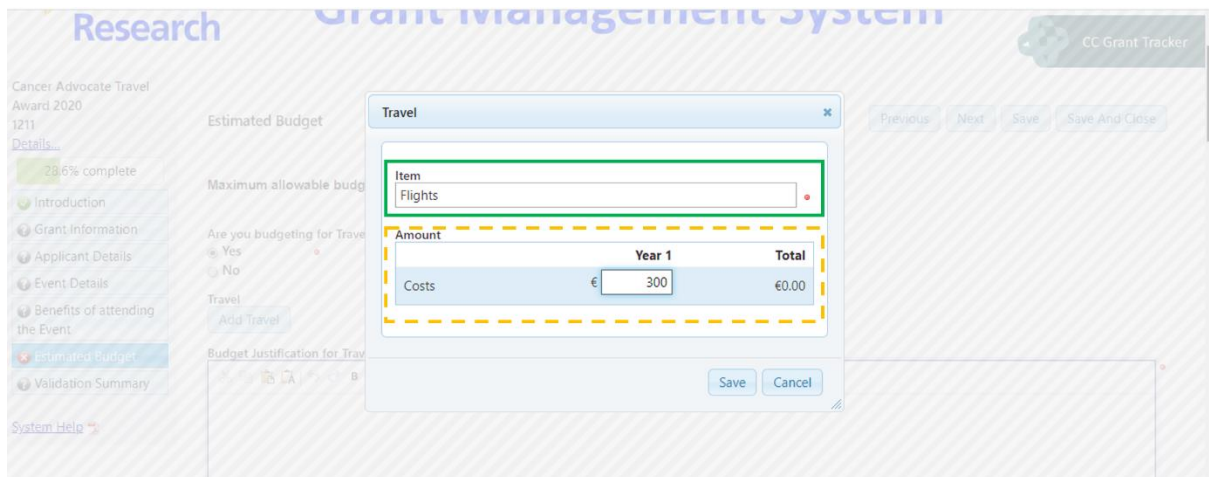 Research
Grant Management System
CC Grant Tracker
Cancer Advocate Travel
Award 2020
1211
Details...
28.6% complete
Introduction
Grant Information
Applicant Details
Event Details
Benefits of attending
the Event
Estimated Budget
Validation Summary
System Help
Estimated Budget
Previous
Next
Save
Save And Close
Maximum allowable budg
Are you budgeting for Trave
Yes
No
Travel
Add Travel
Budget Justification for Trav
B
Travel
Item
Flights
Amount
Year 1 Total
Costs € 300 €0.00
Save Cancel